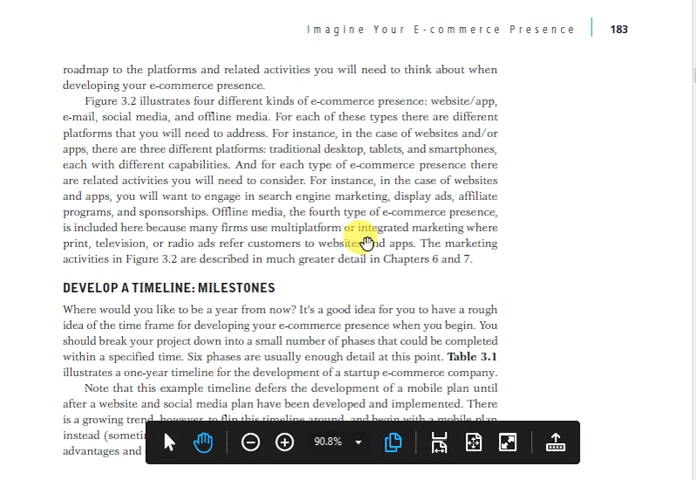 Imagine Your E-commerce Presence 183
roadmap to the platforms and related activities you will need to think about when
developing your e-commerce presence.
Figure 3.2 illustrates four different kinds of e-commerce presence: website/app,
e-mail, social media, and offline media. For each of these types there are different
platforms that you will need to address. For instance, in the case of websites and/or
apps, there are three different platforms: traditional desktop, tablets, and smartphones,
each with different capabilities. And for each type of e-commerce presence there
are related activities you will need to consider. For instance, in the case of websites
and apps, you will want to engage in search engine marketing, display ads, affiliate
programs, and sponsorships. Offline media, the fourth type of e-commerce presence,
is included here because many firms use multiplatform or integrated marketing where
print, television, or radio ads refer customers to websites and apps. The marketing
activities in Figure 3.2 are described in much greater detail in Chapters 6 and 7.
DEVELOP A TIMELINE: MILESTONES
Where would you like to be a year from now? It's a good idea for you to have a rough
idea of the time frame for developing your e-commerce presence when you begin. You
should break your project down into a small number of phases that could be completed
within a specified time. Six phases are usually enough detail at this point. Table 3.1
illustrates a one-year timeline for the development of a startup e-commerce company.
Note that this example timeline defers the development of a mobile plan until
after a website and social media plan have been developed and implemented. There
is a growing trend, however, to flip this timeline around, and begin with a mobile plan
instead
advantages and
90.8%